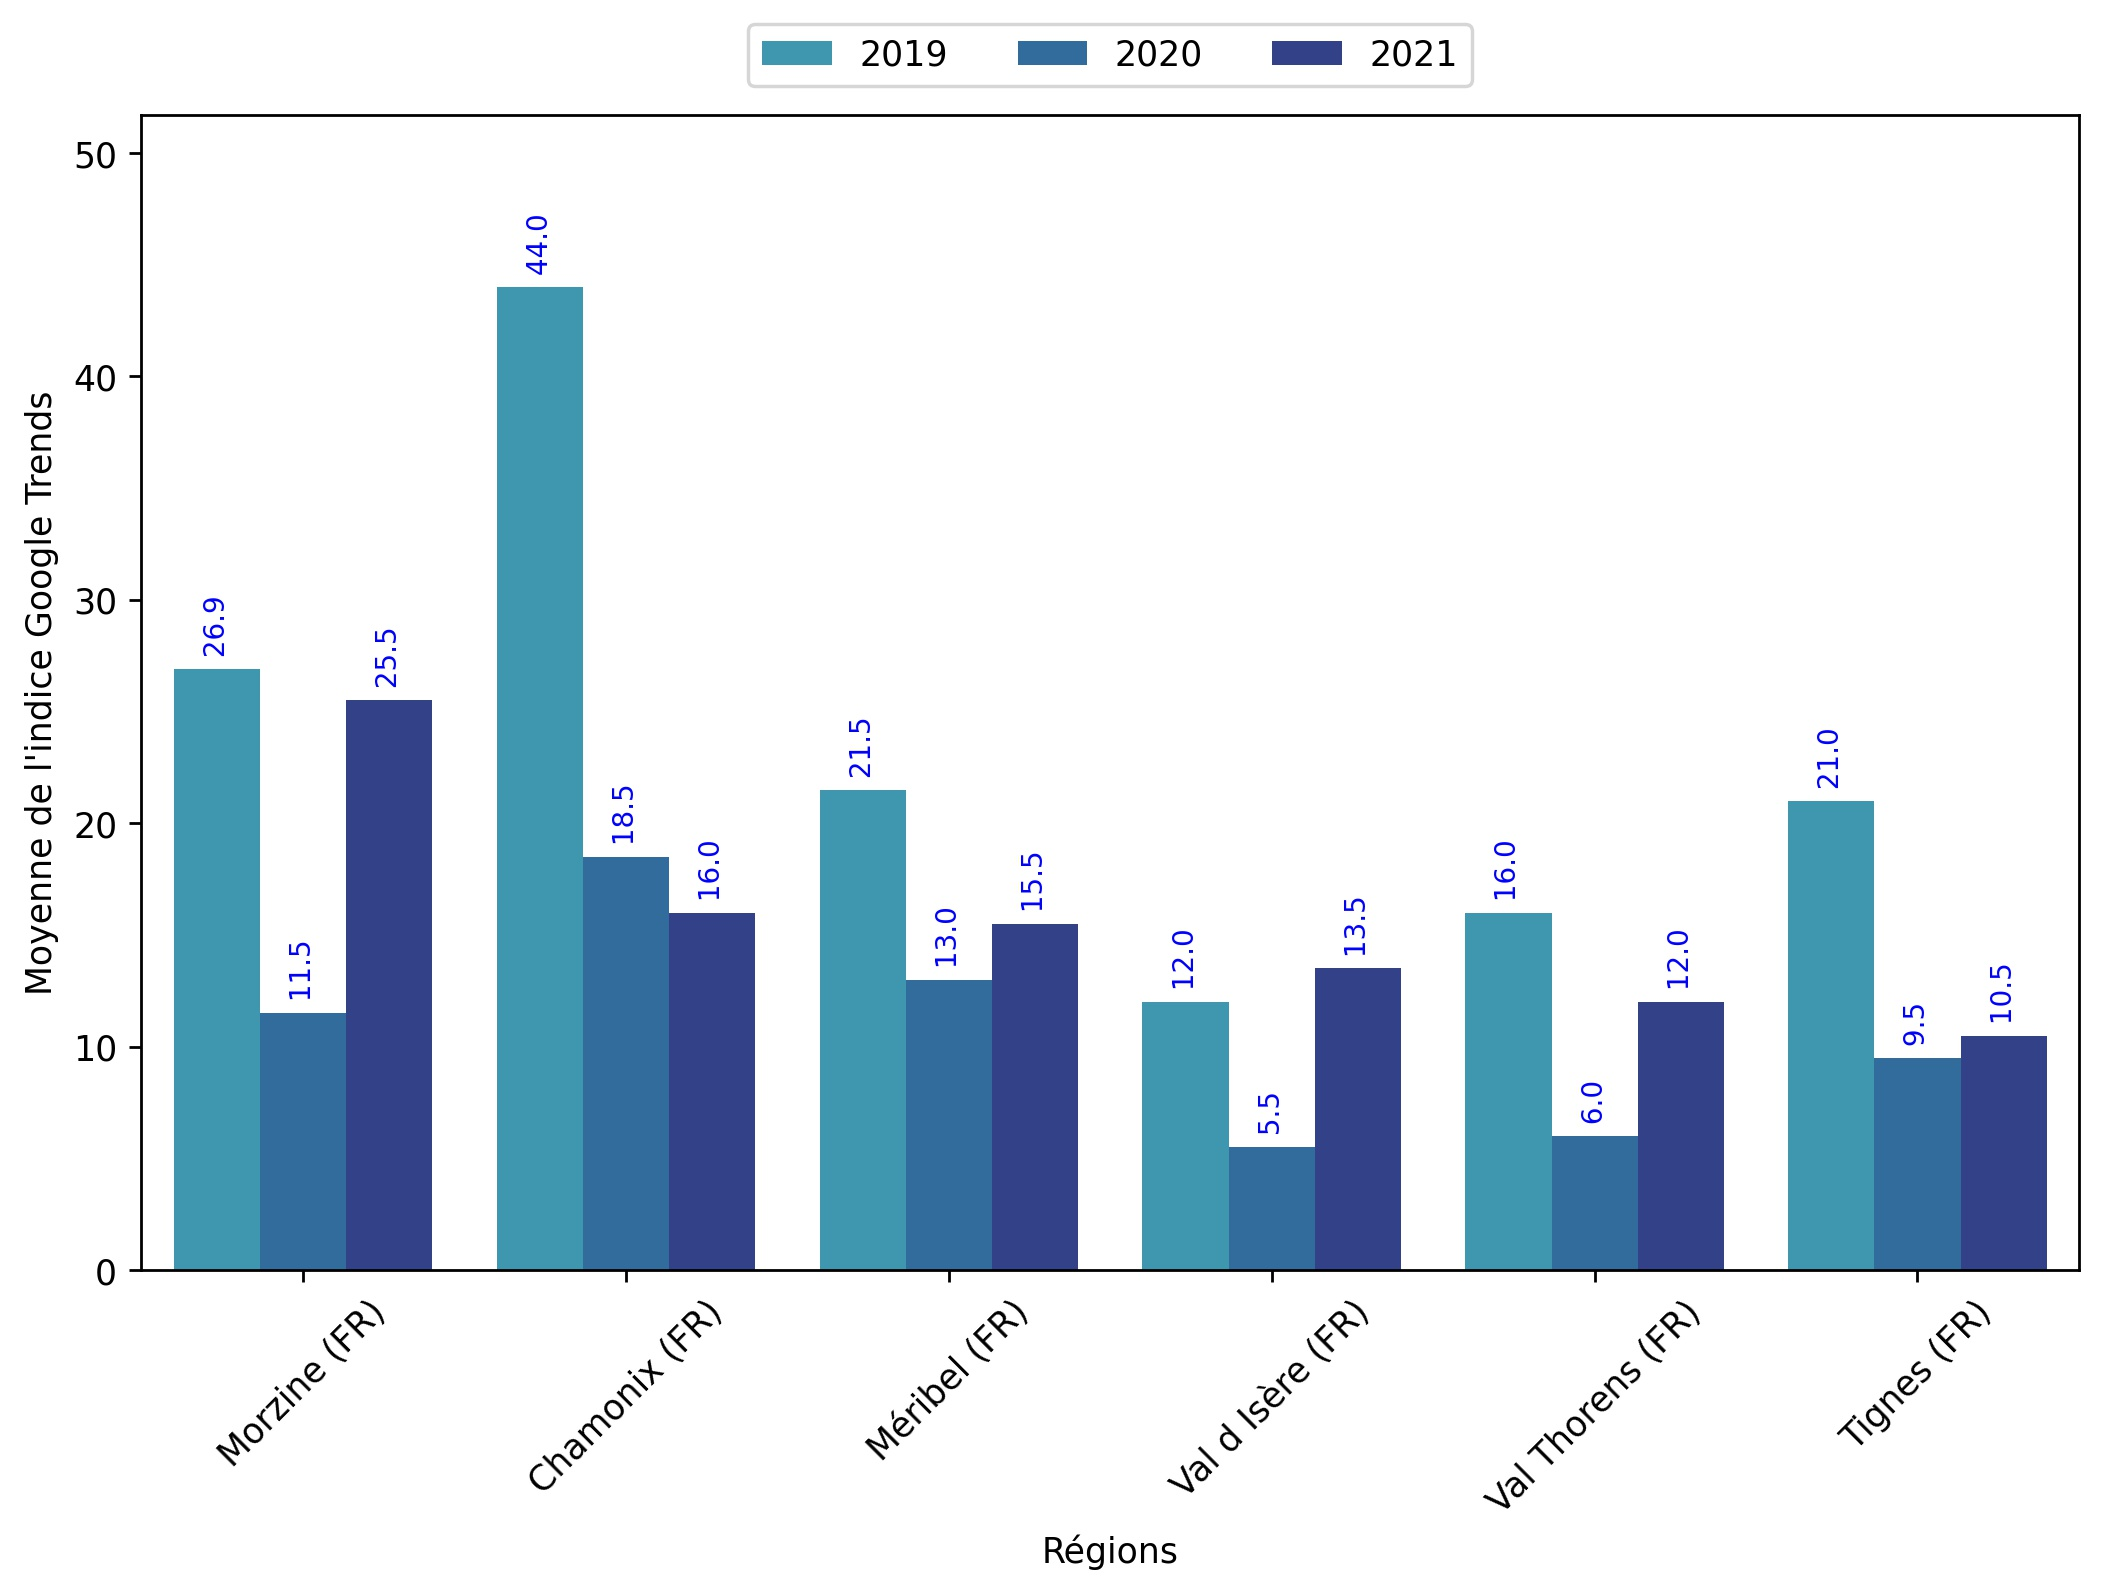 2019 2020 2021
Moyenne de l'indice Google Trends
50
40
30
20
10
0
26.9 11.5 25.5
44.0 18.5 16.0
21.5 13.0 15.5
12.0 5.5 13.5
16.0 6.0 12.0
21.0 9.5 10.5
Morzine (FR)
Chamonix (FR)
Méribel (FR)
Val d Isère (FR)
Val Thorens (FR)
Tignes (FR)
Régions